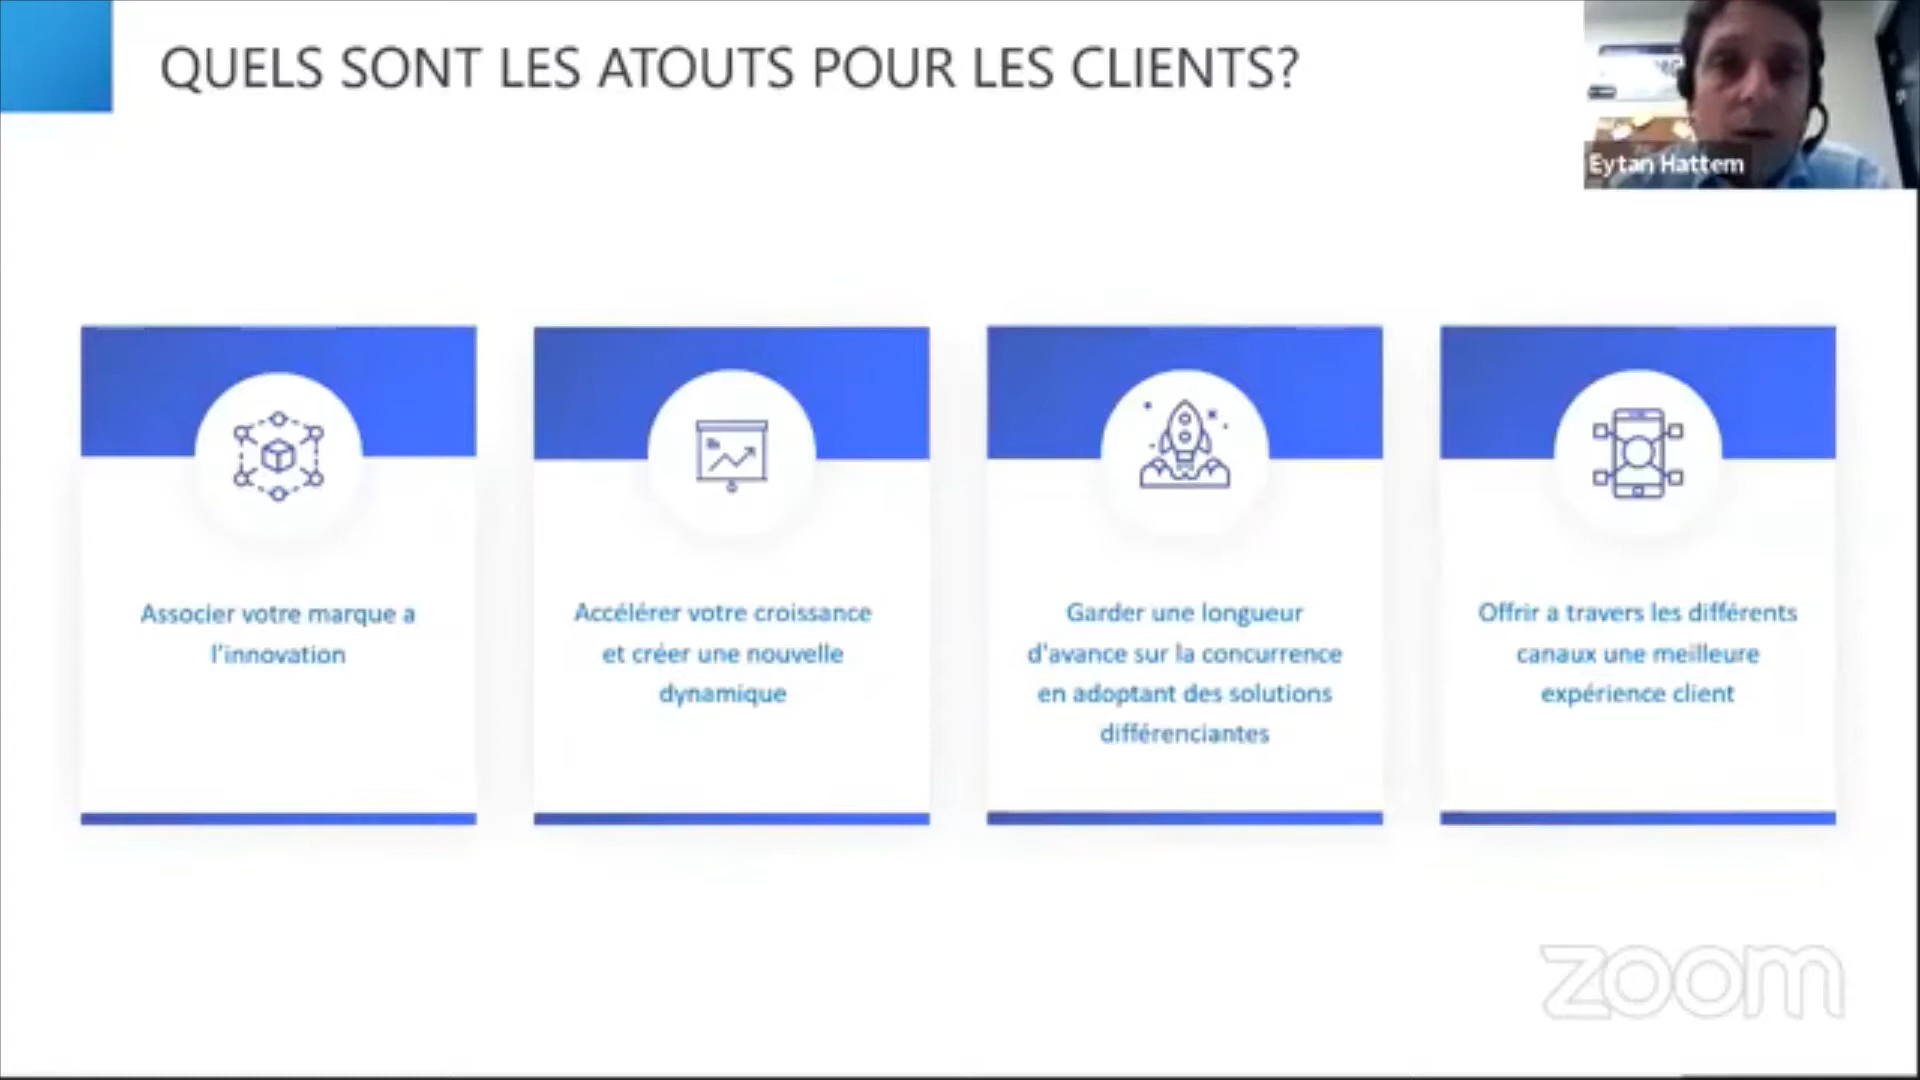 QUELS SONT LES ATOUTS POUR LES CLIENTS?
Eytan Hattem
Associer votre marque a
l'innovation
Accélérer votre croissance
et créer une nouvelle
dynamique
Garder une longueur
d'avance sur la concurrence
en adoptant des solutions
différenciantes
Offrir a travers les différents
canaux une meilleure
expérience client
zoom